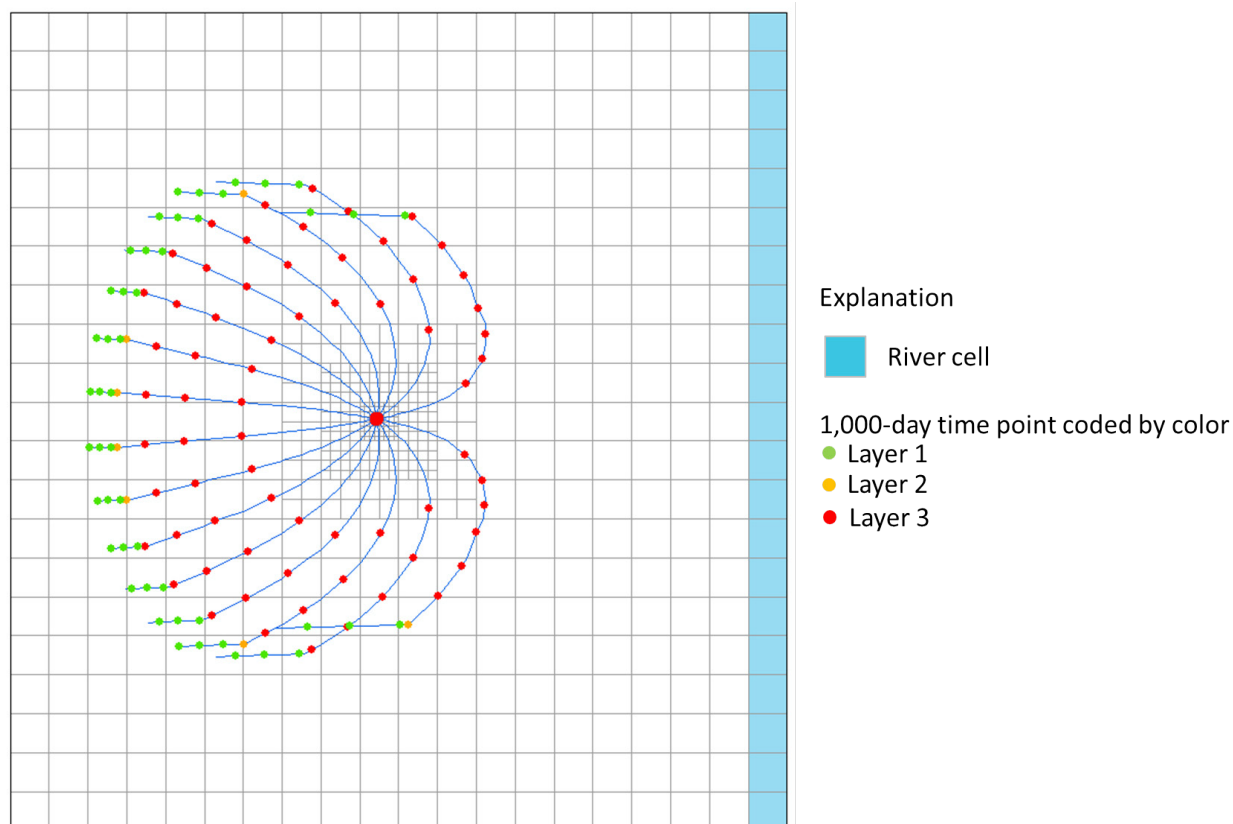 Explanation
River cell
1,000-day time point coded by color
Layer 1
Layer 2
Layer 3